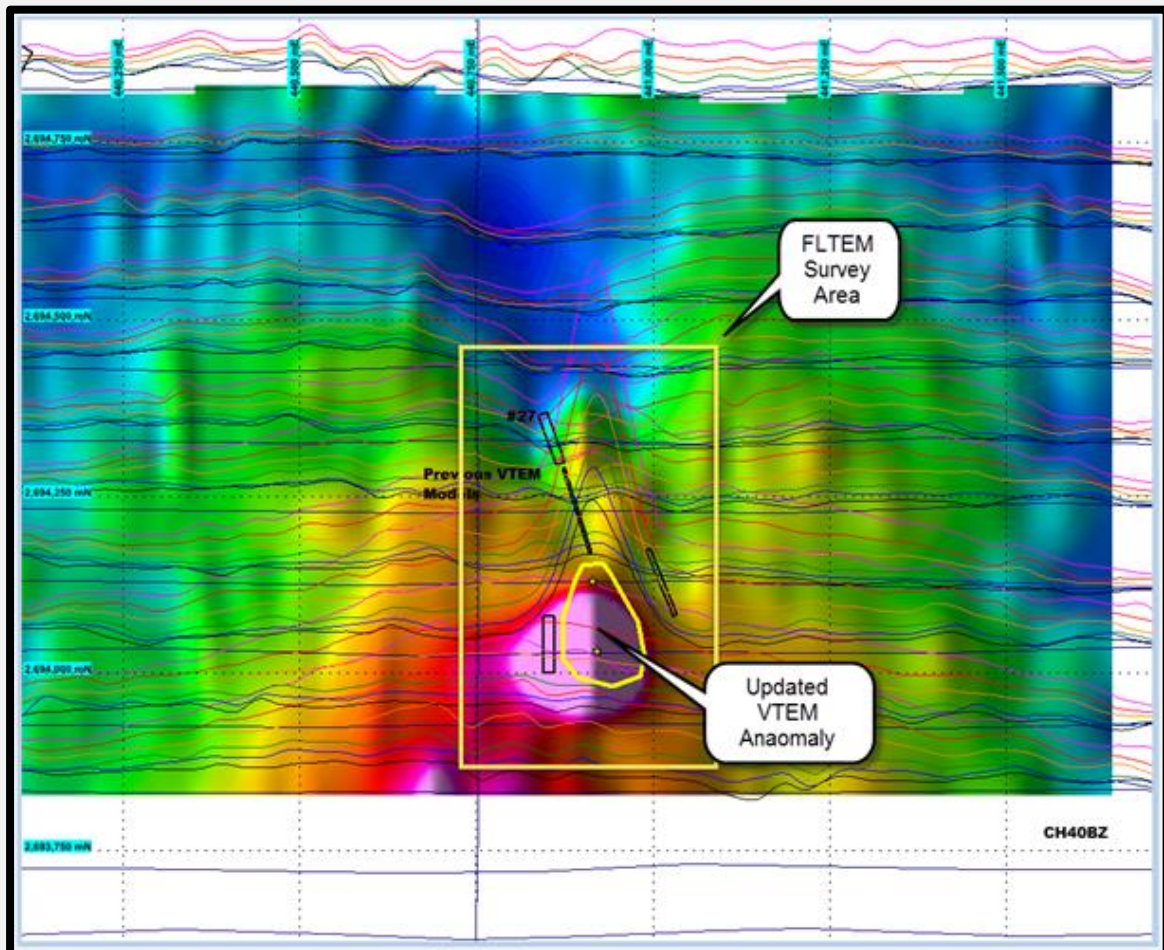 2,694,750 mN
FLTEM
Survey
Area
2,694,500 mN
#27
Previous VTEM
Models
2,694,250 mN
2,694,000 mN
Updated
VTEM
Anaomaly
CH40BZ
2,693,750 mN